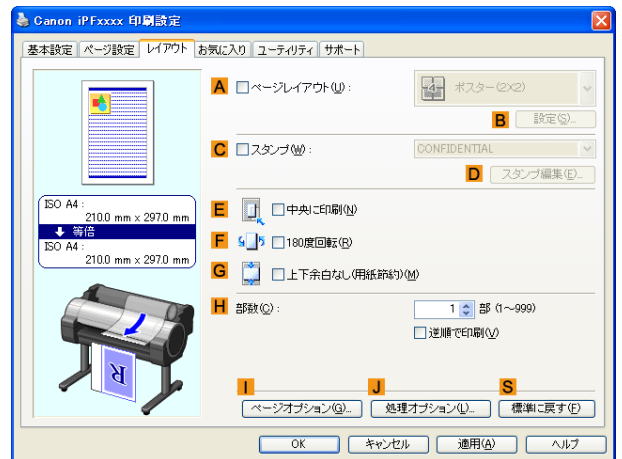 Canon iPFxxxx 印刷設定
基本設定 ページ設定 レイアウト お気に入り ユーティリティ サポート
A ページレイアウト(U) : 4 ポスター(2X2)
B 設定(S)...
C スタンプ(W) : CONFIDENTIAL
D スタンプ編集(E)...
ISO A4 :
210.0 mm x 297.0 mm
等倍
ISO A4 :
210.0 mm x 297.0 mm
E 中央に印刷(N)
F 180度回転(R)
G 上下余白なし(用紙節約)(M)
H 部数(C) : 1 部 (1～999)
逆順で印刷(V)
R
I J S
ページオプション(G)... 処理オプション(L)... 標準に戻す(F)
OK キャンセル 適用(A) ヘルプ